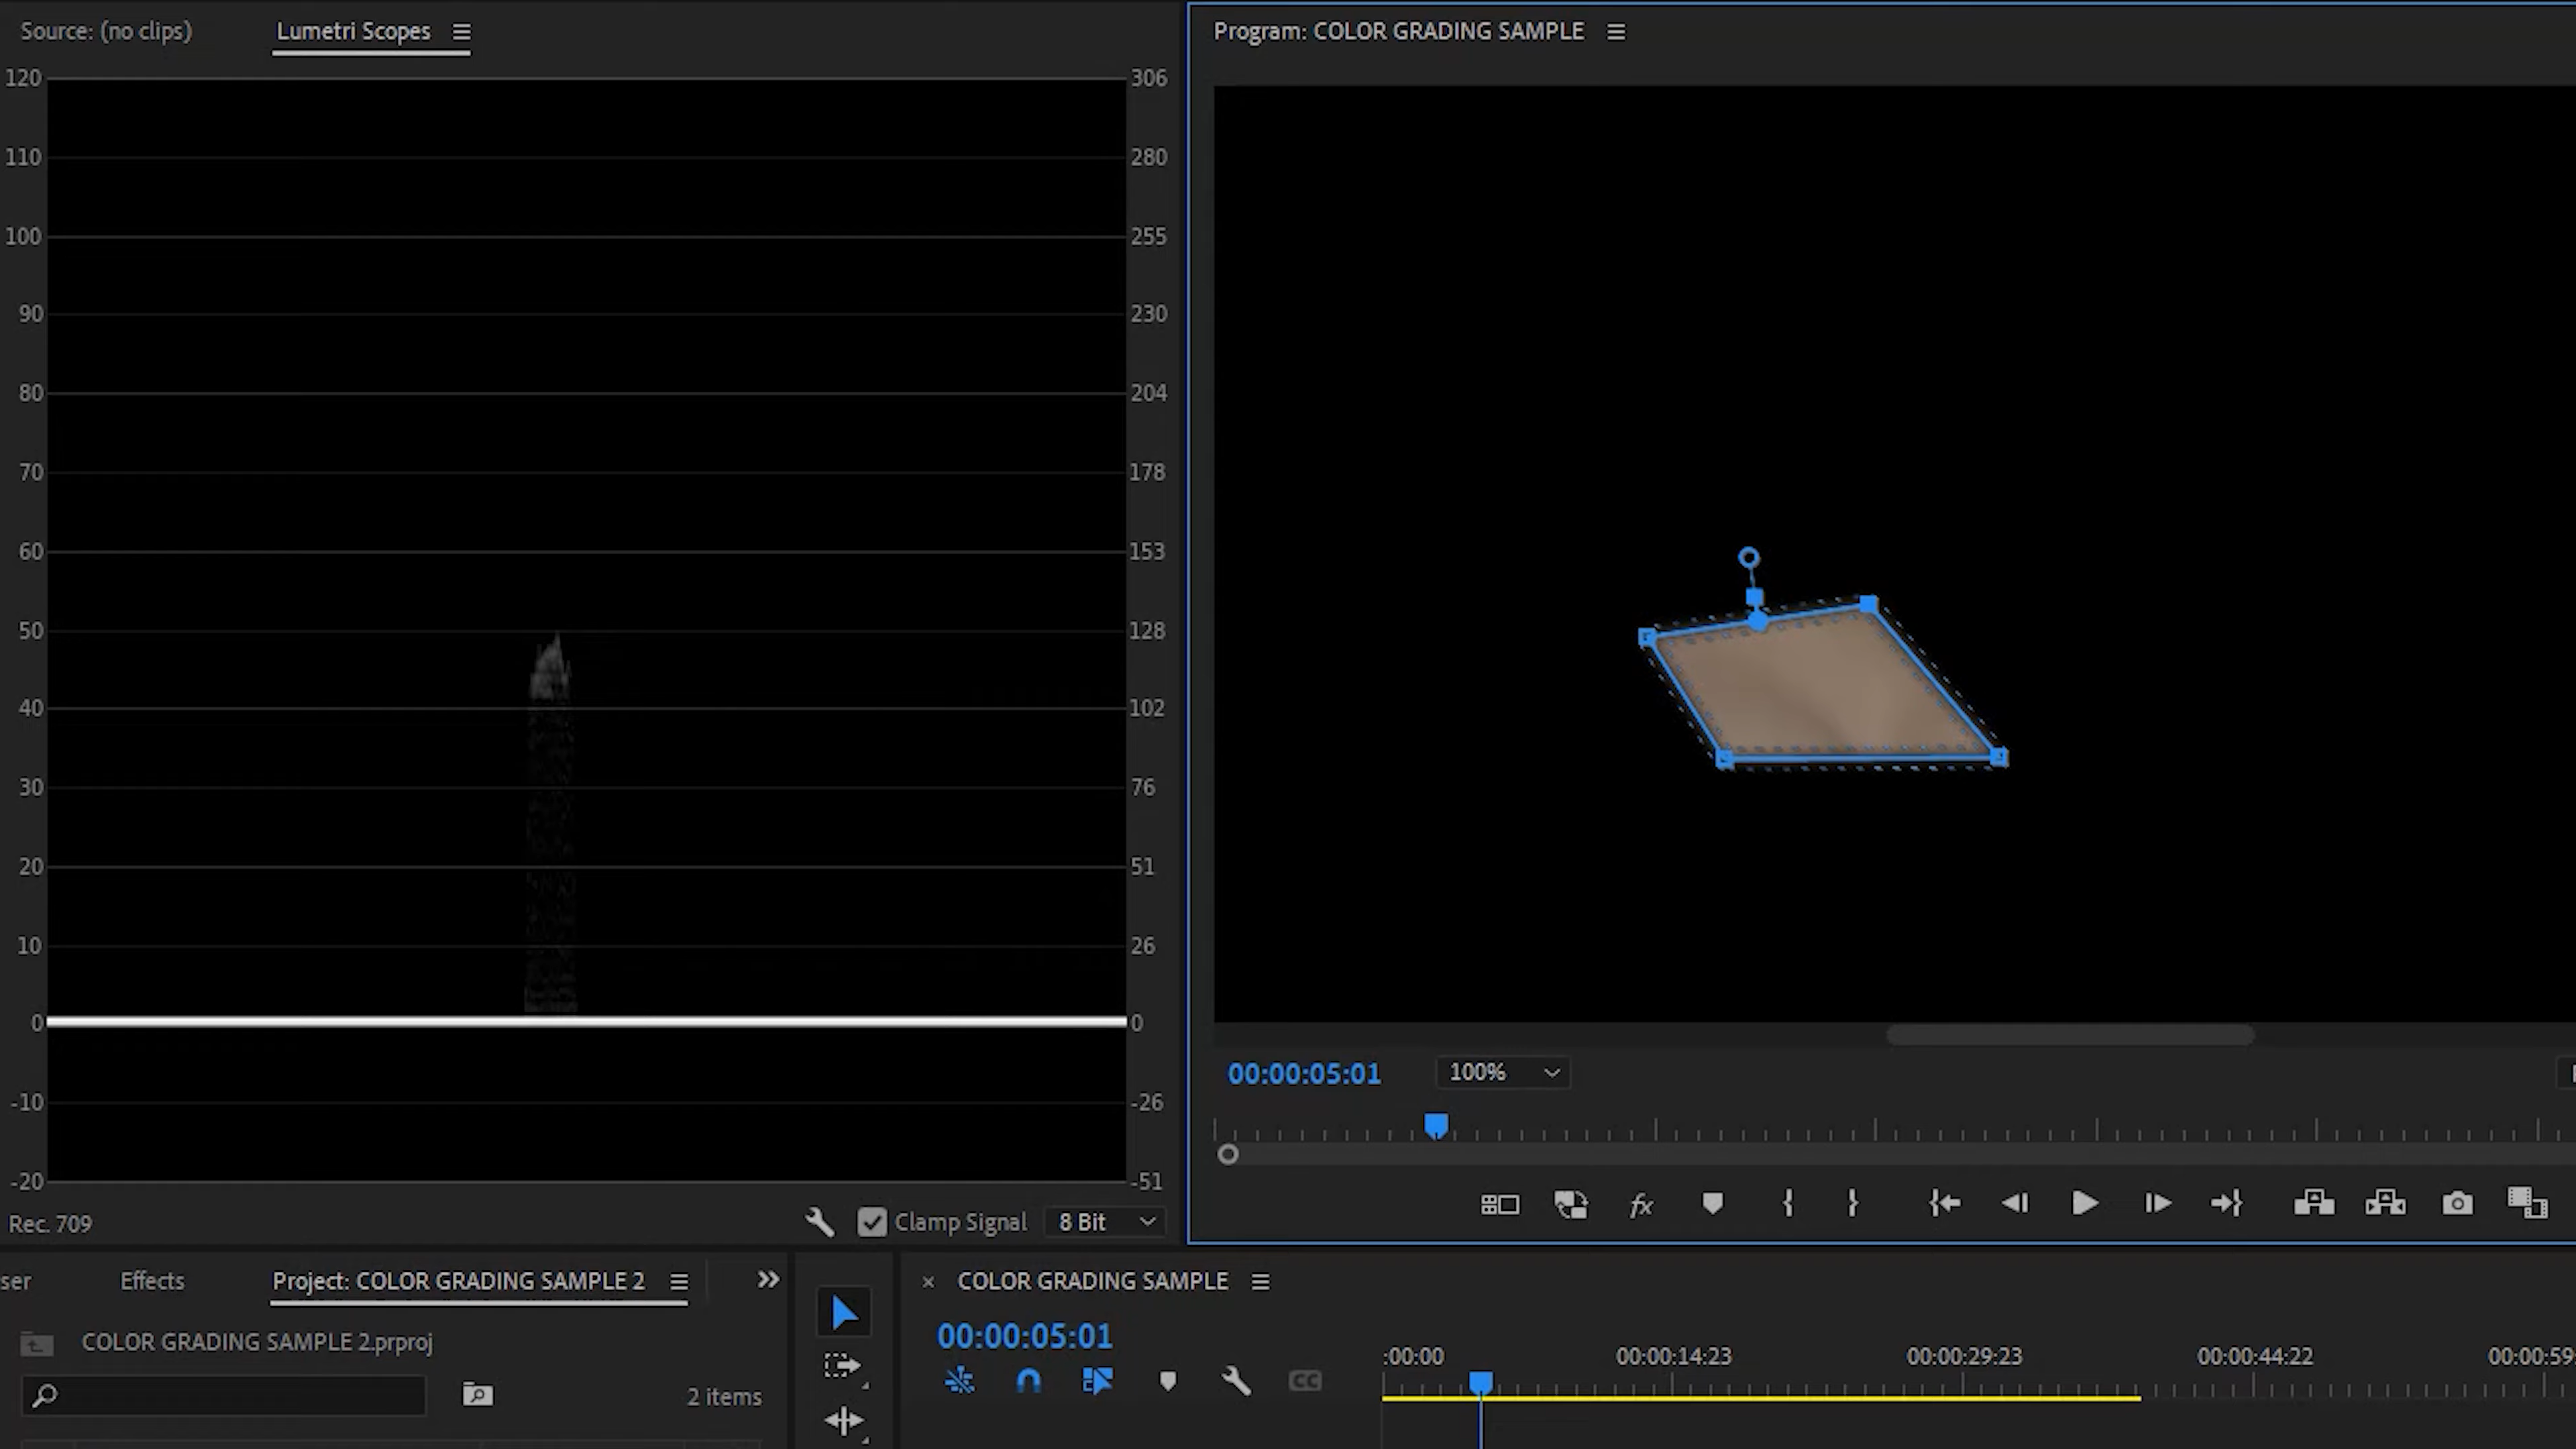 Source: (no clips)
Lumetri Scopes
Program: COLOR GRADING SAMPLE
120 306
110 280
100 255
90 230
80 204
70 178
60 153
50 128
40 102
30 76
20 51
10 26
0 0
-10 -26
-20 -51
00:00:05:01
100%
Rec. 709
Clamp Signal
8 Bit
fx
Effects
Project: COLOR GRADING SAMPLE 2
COLOR GRADING SAMPLE 2.prproj
2 items
× COLOR GRADING SAMPLE
00:00:05:01
CC
:00:00 00:00:14:23 00:00:29:23 00:00:44:22 00:00:59: